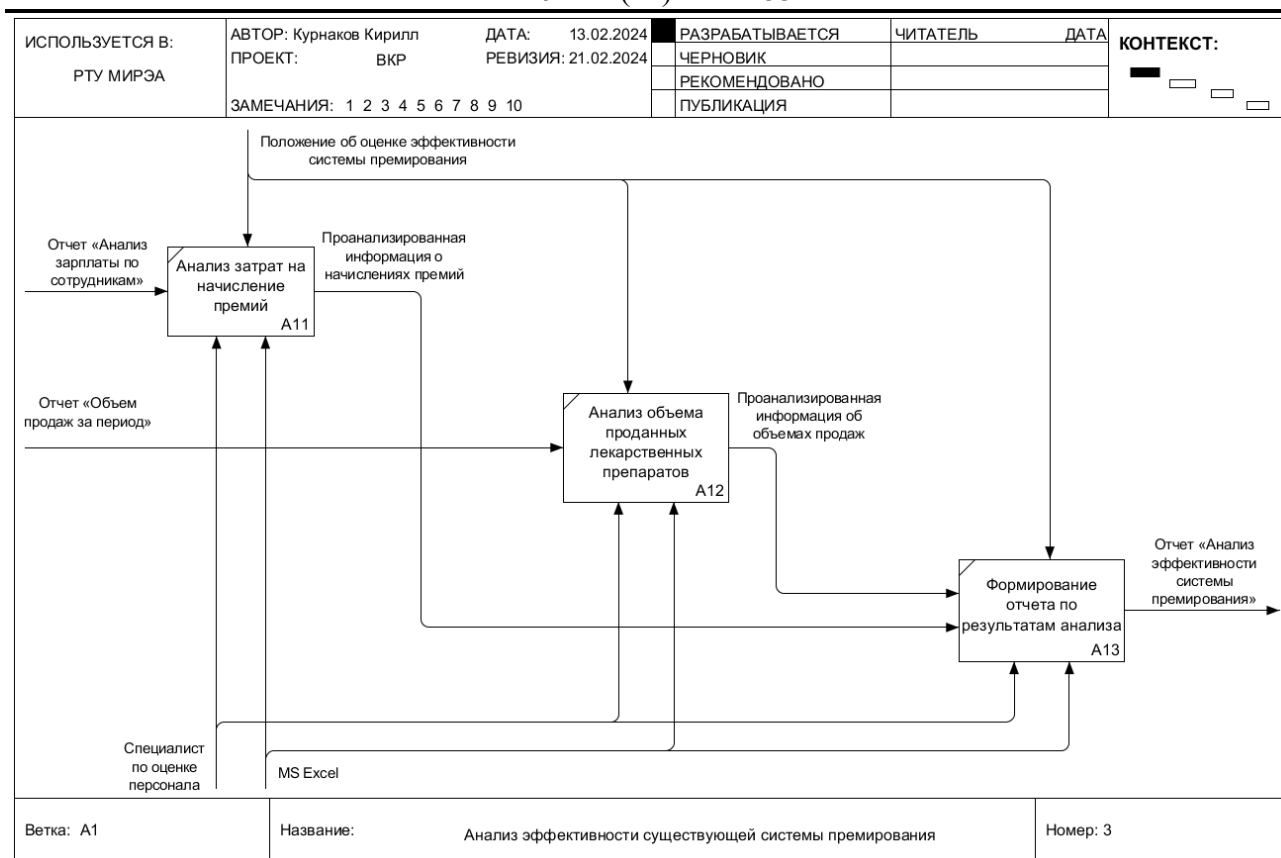 ИСПОЛЬЗУЕТСЯ В:
РТУ МИРЭА
АВТОР: Курнаков Кирилл
ДАТА: 13.02.2024
ПРОЕКТ: ВКР
РЕВИЗИЯ: 21.02.2024
ЗАМЕЧАНИЯ: 1 2 3 4 5 6 7 8 9 10
РАЗРАБАТЫВАЕТСЯ
ЧЕРНОВИК
РЕКОМЕНДОВАНО
ПУБЛИКАЦИЯ
ЧИТАТЕЛЬ
ДАТА
КОНТЕКСТ:
Положение об оценке эффективности
системы премирования
Отчет «Анализ
зарплаты по
сотрудникам»
Анализ затрат на
начисление
премий
А11
Проанализированная
информация о
начислениях премий
Отчет «Объем
продаж за период»
Анализ объема
проданных
лекарственных
препаратов
А12
Проанализированная
информация об
объемах продаж
Формирование
отчета по
результатам анализа
А13
Отчет «Анализ
эффективности
системы
премирования»
Специалист
по оценке
персонала
MS Excel
Ветка: А1
Название:
Анализ эффективности существующей системы премирования
Номер: 3